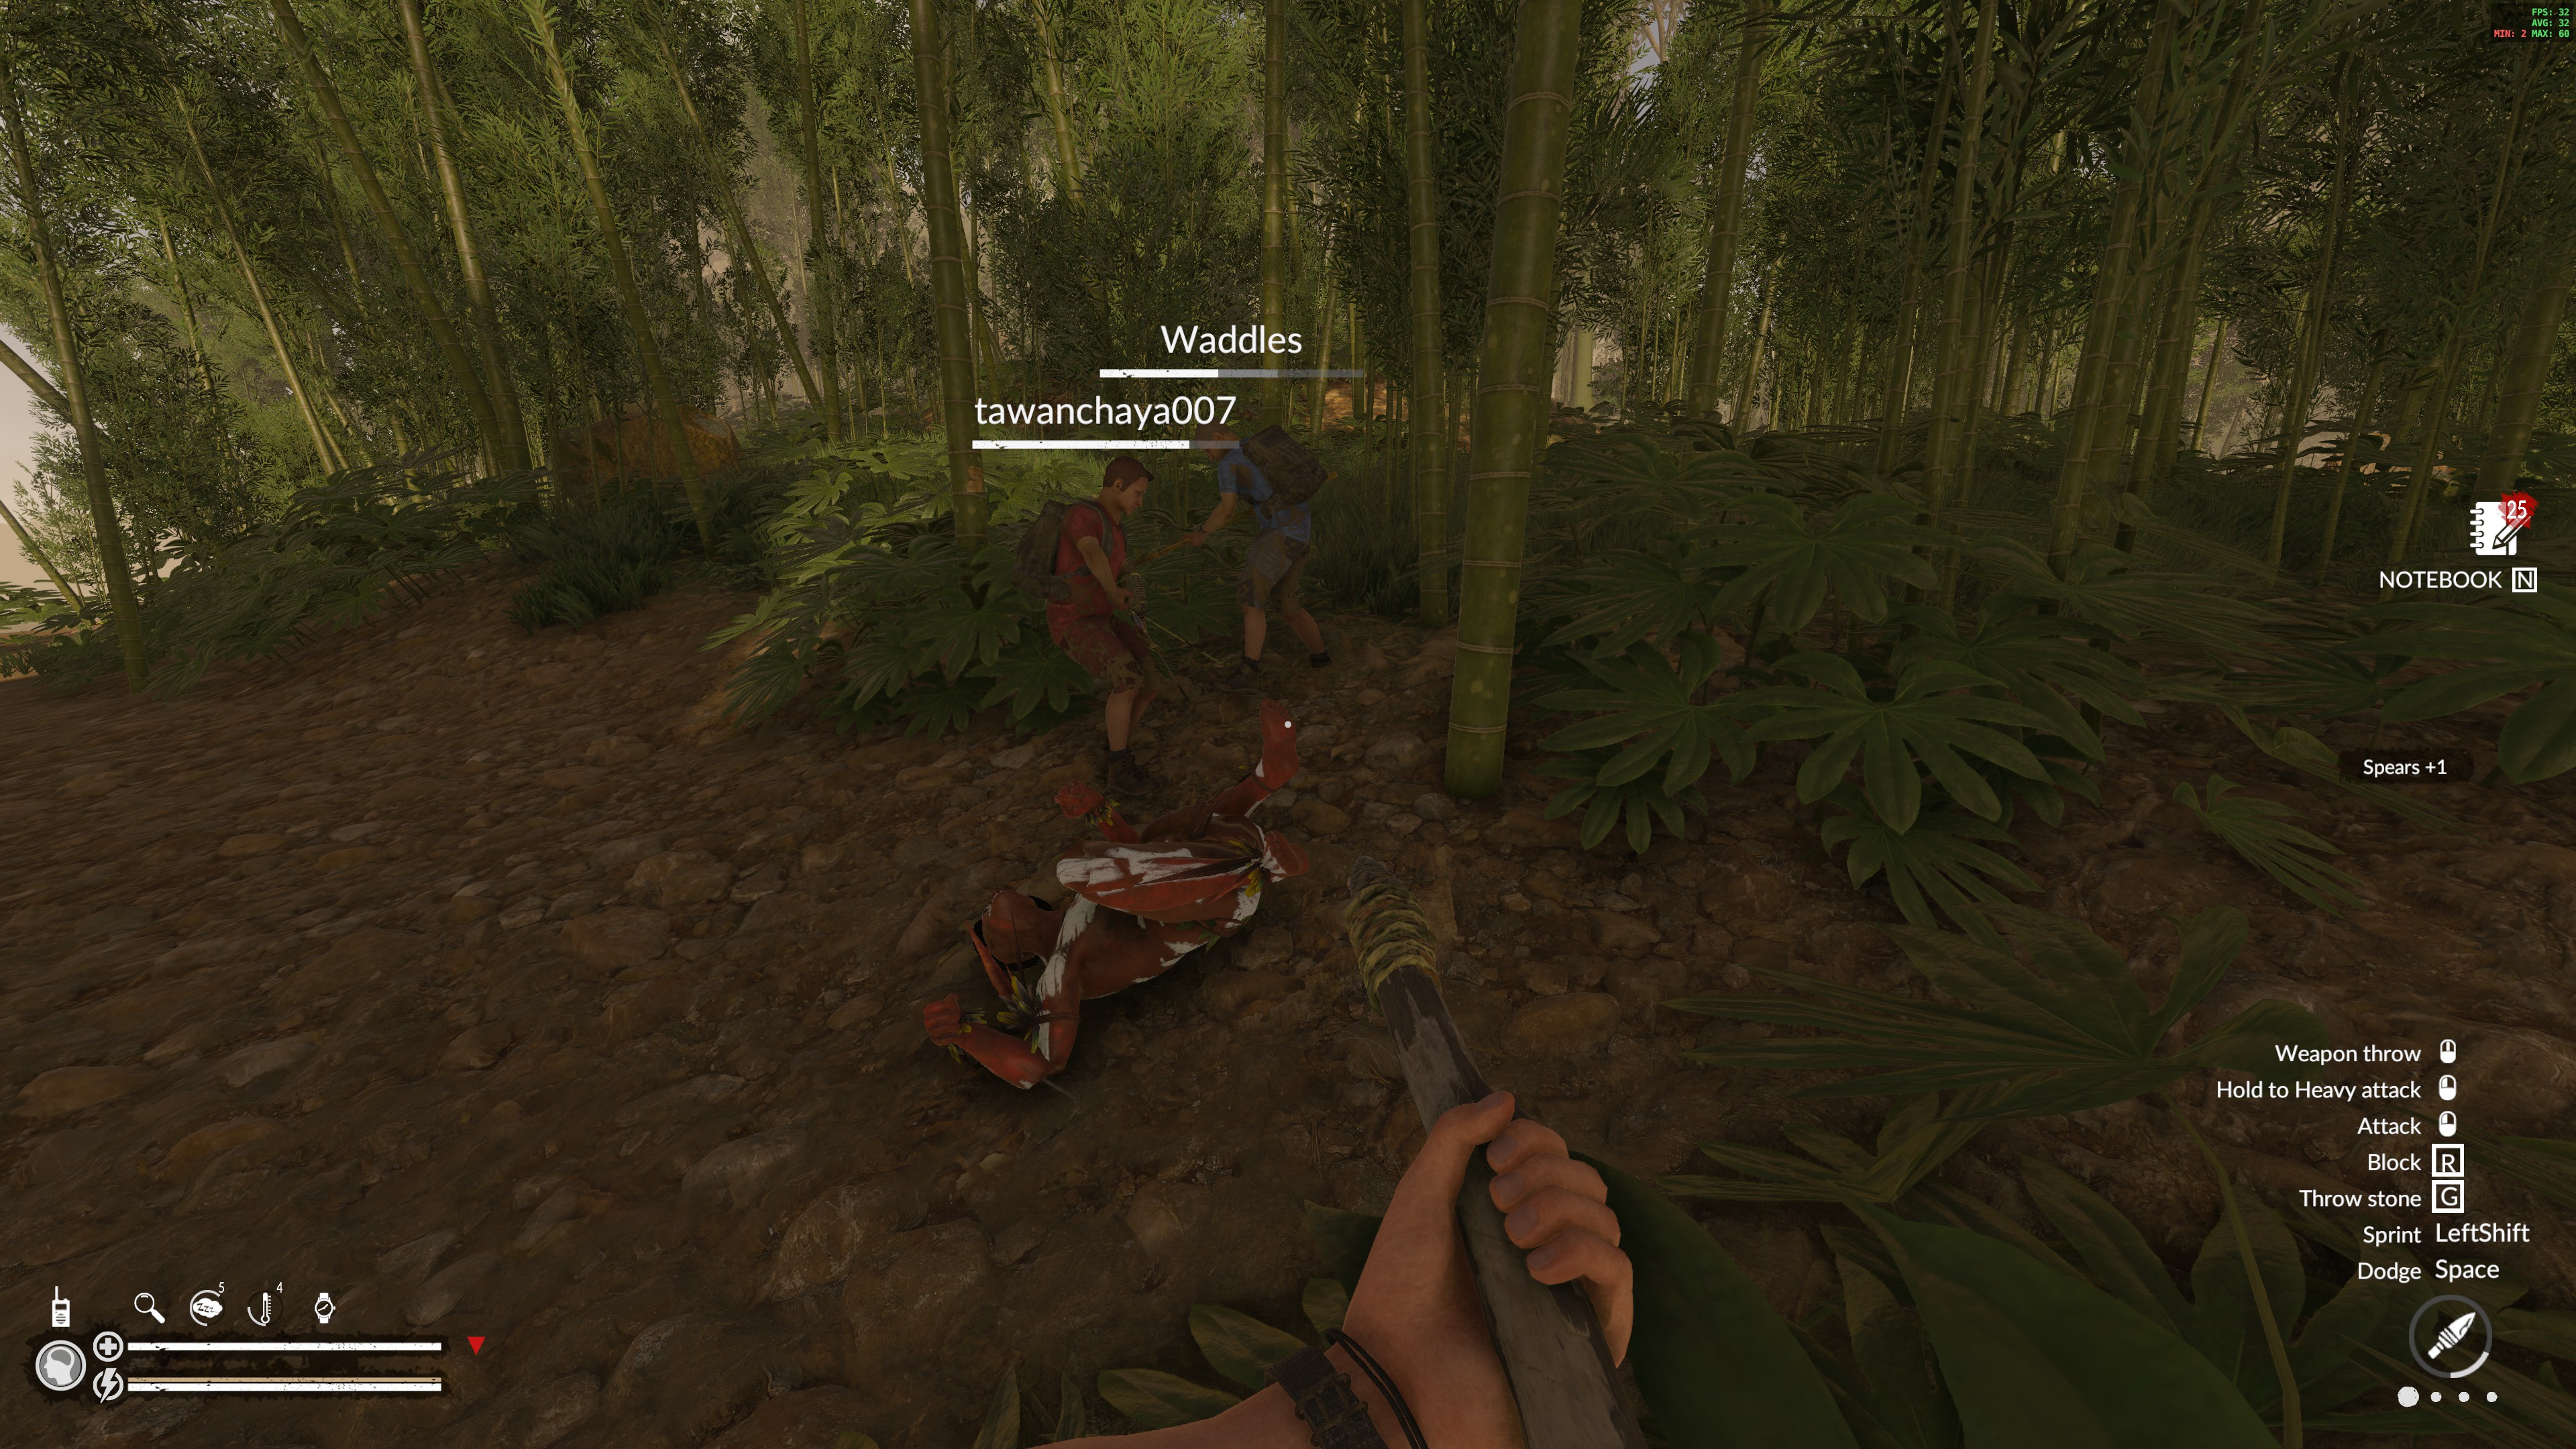 FPS: 32
AVG: 32
MIN: 2 MAX: 60
Waddles
tawanchaya007
25
NOTEBOOK N
Spears +1
Weapon throw
Hold to Heavy attack
Attack
Block R
Throw stone G
Sprint LeftShift
Dodge Space
5
4
Zzz